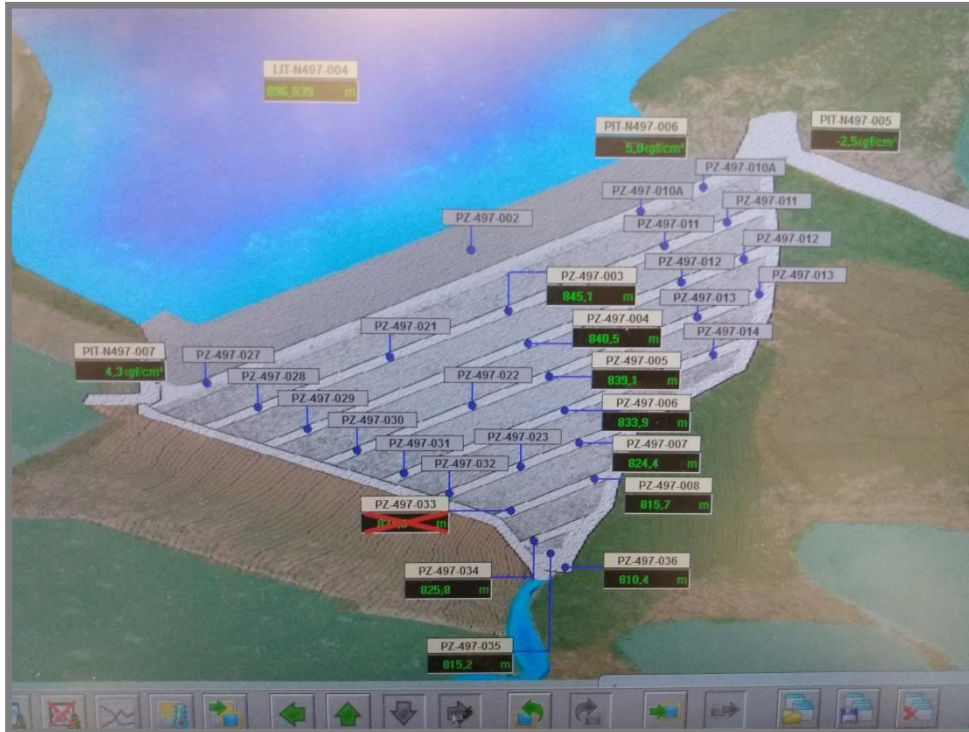 LIT-N497-004
896,839 m
PIT-N497-006
5,0 kgf/cm²
PIT-N497-005
-2,5 kgf/cm²
PZ-497-010A
PZ-497-010A
PZ-497-011
PZ-497-002
PZ-497-011
PZ-497-012
PZ-497-012
PZ-497-003
845,1 m
PZ-497-013
PZ-497-013
PZ-497-004
840,5 m
PZ-497-021
PZ-497-014
PIT-N497-007
4,3 kgf/cm²
PZ-497-027
PZ-497-005
839,1 m
PZ-497-028
PZ-497-022
PZ-497-029
PZ-497-006
833,9 m
PZ-497-030
PZ-497-031
PZ-497-023
PZ-497-007
824,4 m
PZ-497-032
PZ-497-008
815,7 m
PZ-497-033
m
PZ-497-034
825,8 m
PZ-497-036
810,4 m
PZ-497-035
815,2 m